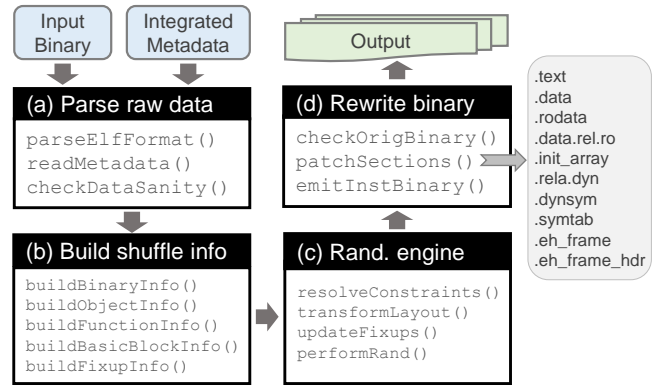 Input
Binary
Integrated
Metadata
Output
(a) Parse raw data
parseElfFormat()
readMetadata()
checkDataSanity()
(b) Build shuffle info
buildBinaryInfo()
buildObjectInfo()
buildFunctionInfo()
buildBasicBlockInfo()
buildFixupInfo()
(c) Rand. engine
resolveConstraints()
transformLayout()
updateFixups()
performRand()
(d) Rewrite binary
checkOrigBinary()
patchSections()
emitInstBinary()
.text
.data
.rodata
.data.rel.ro
.init_array
.rela.dyn
.dynsym
.symtab
.eh_frame
.eh_frame_hdr